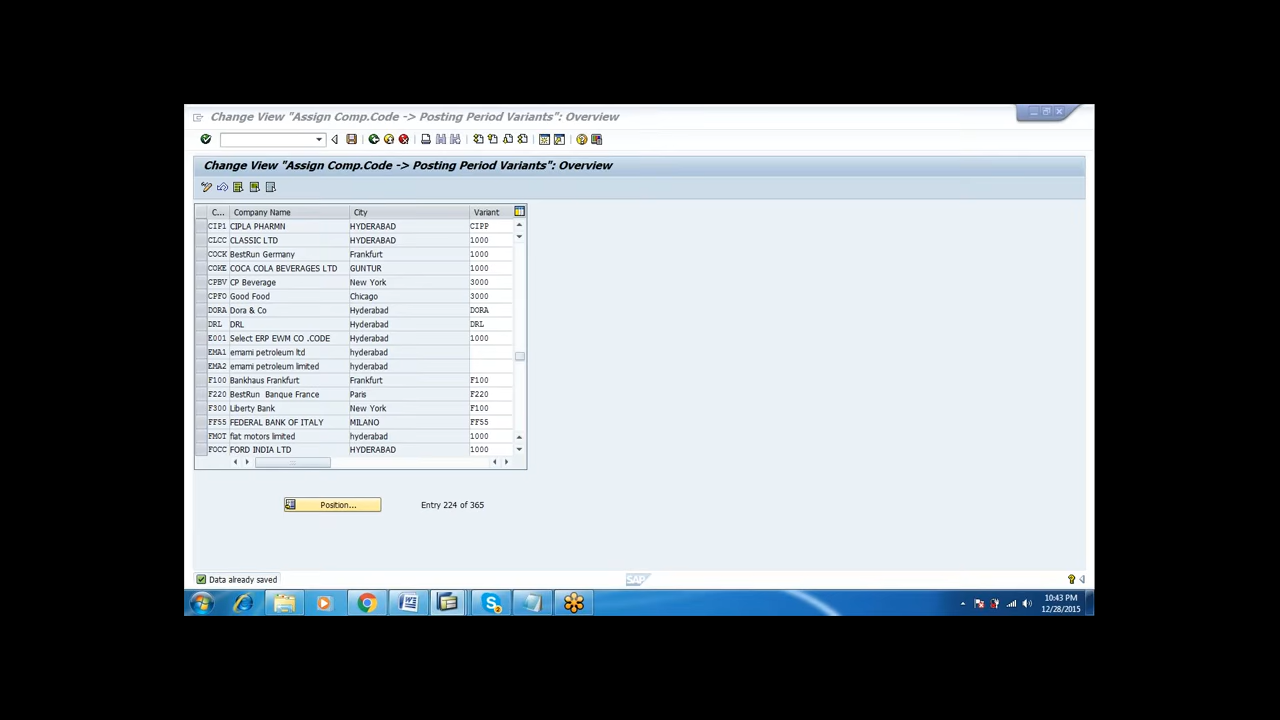 Change View "Assign Comp.Code -> Posting Period Variants": Overview
Change View "Assign Comp.Code -> Posting Period Variants": Overview
C... Company Name City Variant
CIP1 CIPLA PHARMN HYDERABAD CIPP
CLCC CLASSIC LTD HYDERABAD 1000
COCK BestRun Germany Frankfurt 1000
COKE COCA COLA BEVERAGES LTD GUNTUR 1000
CPBV CP Beverage New York 3000
CPFO Good Food Chicago 3000
DORA Dora & Co Hyderabad DORA
DRL DRL Hyderabad DRL
E001 Select ERP EWM CO .CODE Hyderabad 1000
EMA1 emami petroleum ltd hyderabad
EMA2 emami petroleum limited hyderabad
F100 Bankhaus Frankfurt Frankfurt F100
F220 BestRun Banque France Paris F220
F300 Liberty Bank New York F100
FF55 FEDERAL BANK OF ITALY MILANO FF55
FMOT fiat motors limited hyderabad 1000
FOCC FORD INDIA LTD HYDERABAD 1000
Position... Entry 224 of 365
Data already saved SAP
10:43 PM
12/28/2015